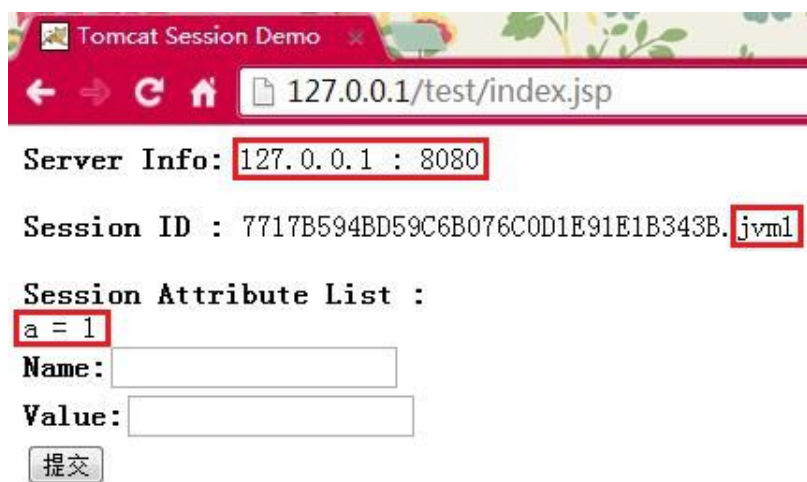 Tomcat Session Demo
127.0.0.1/test/index.jsp
Server Info: 127.0.0.1 : 8080
Session ID : 7717B594BD59C6B076C0D1E91E1B343B.jvm1
Session Attribute List :
a = 1
Name:
Value:
提交